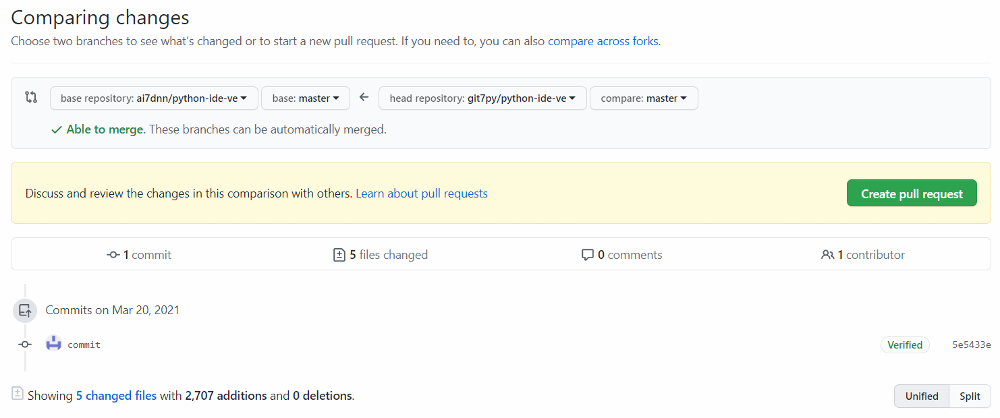 Comparing changes
Choose two branches to see what's changed or to start a new pull request. If you need to, you can also compare across forks.
base repository: ai7dnn/python-ide-ve base: master head repository: git7py/python-ide-ve compare: master
Able to merge. These branches can be automatically merged.
Discuss and review the changes in this comparison with others. Learn about pull requests Create pull request
1 commit 5 files changed 0 comments 1 contributor
Commits on Mar 20, 2021
commit Verified 5e5433e
Showing 5 changed files with 2,707 additions and 0 deletions. Unified Split